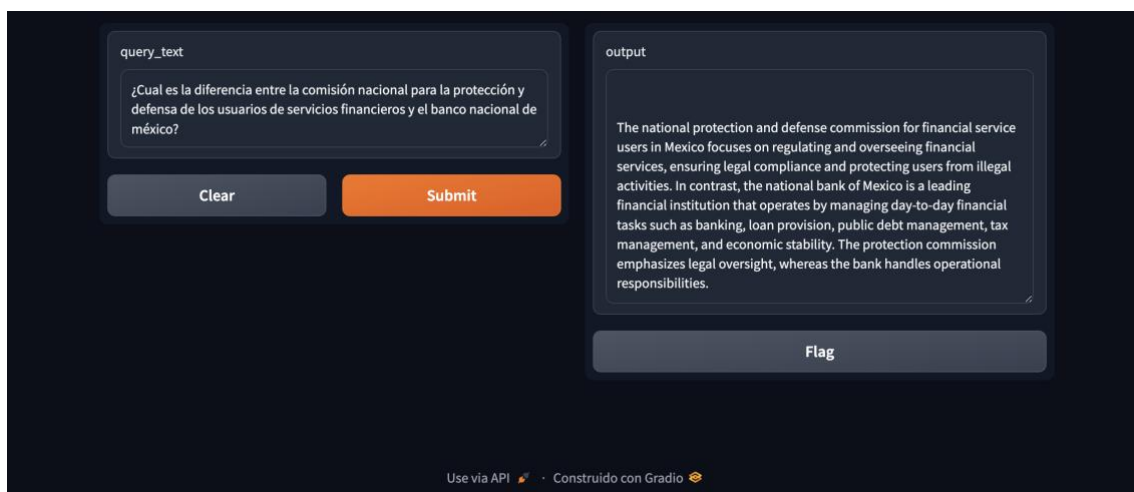 query_text
¿Cual es la diferencia entre la comisión nacional para la protección y
defensa de los usuarios de servicios financieros y el banco nacional de
méxico?
Clear
Submit
output
The national protection and defense commission for financial service
users in Mexico focuses on regulating and overseeing financial
services, ensuring legal compliance and protecting users from illegal
activities. In contrast, the national bank of Mexico is a leading
financial institution that operates by managing day-to-day financial
tasks such as banking, loan provision, public debt management, tax
management, and economic stability. The protection commission
emphasizes legal oversight, whereas the bank handles operational
responsibilities.
Flag
Use via API · Construido con Gradio